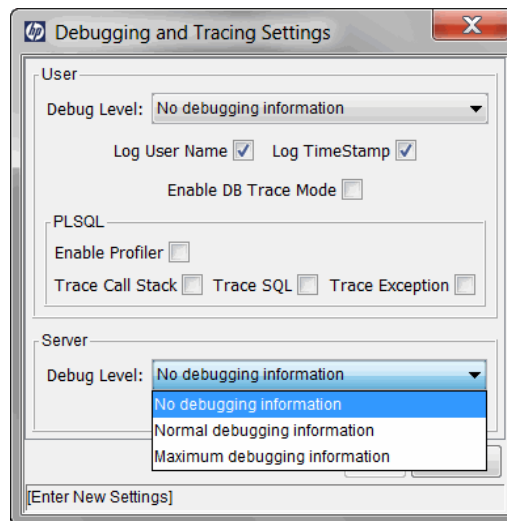 hp Debugging and Tracing Settings
User
Debug Level: No debugging information
Log User Name Log TimeStamp
Enable DB Trace Mode
PLSQL
Enable Profiler
Trace Call Stack Trace SQL Trace Exception
Server
Debug Level: No debugging information
No debugging information
Normal debugging information
Maximum debugging information
[Enter New Settings]